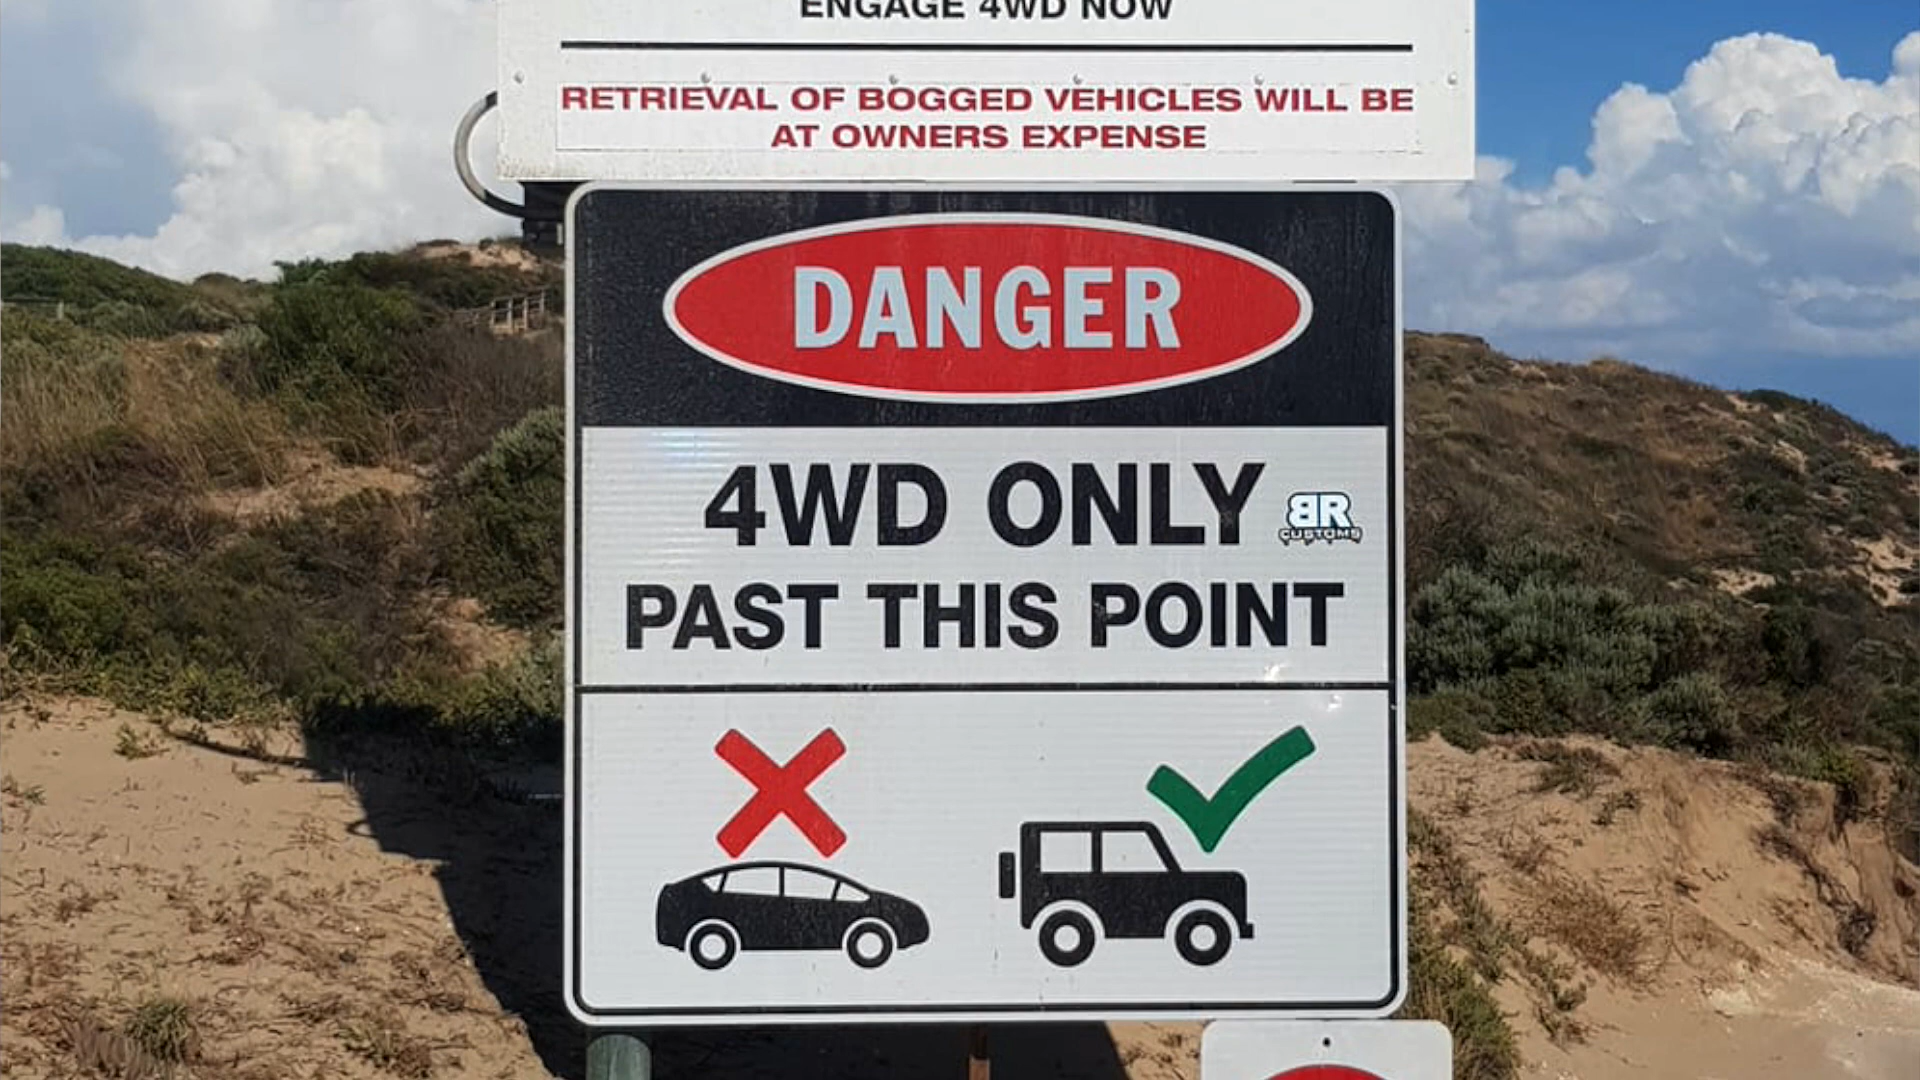 ENGAGE 4WD NOW
RETRIEVAL OF BOGGED VEHICLES WILL BE
AT OWNERS EXPENSE
DANGER
4WD ONLY
BR
CUSTOMS
PAST THIS POINT